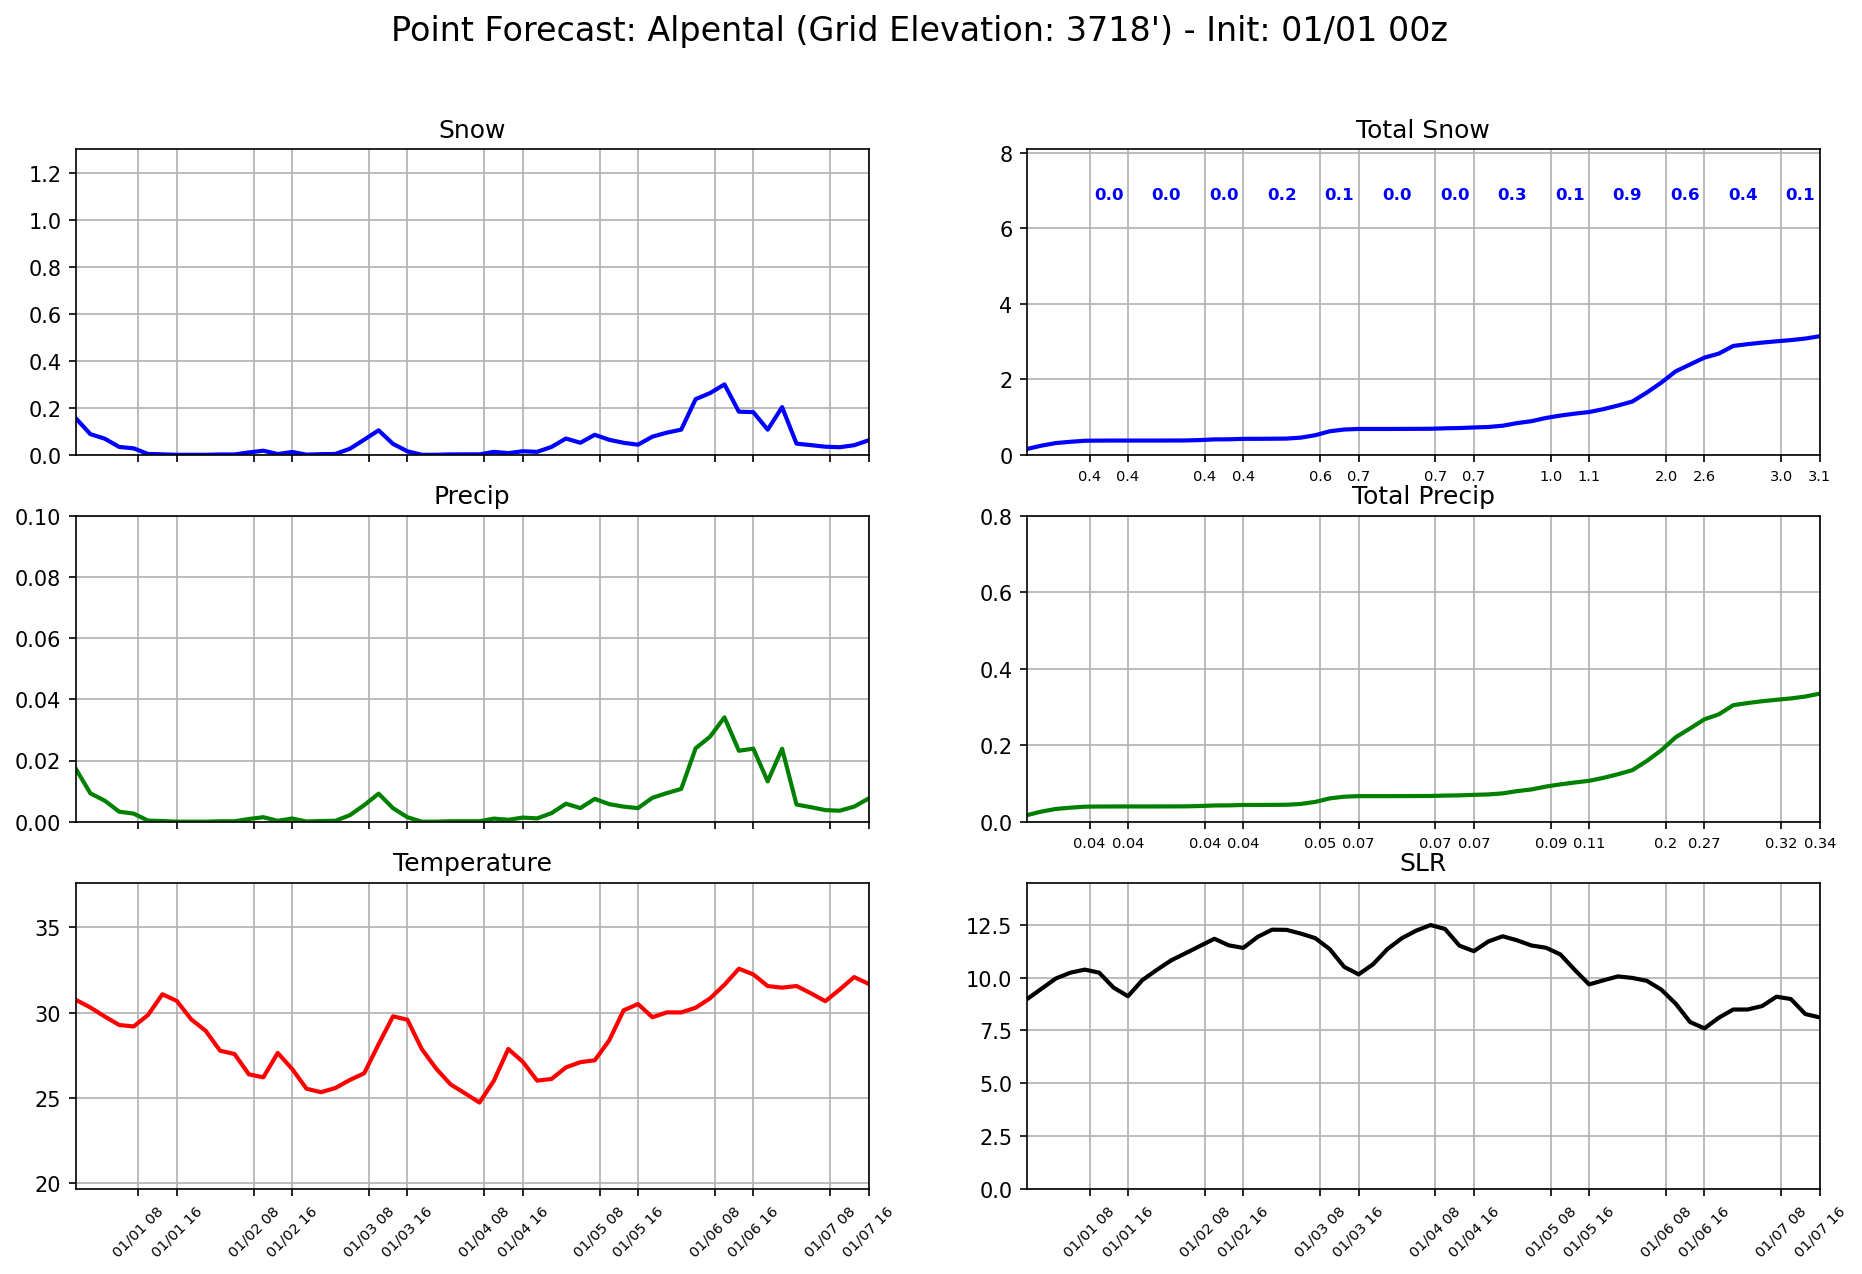 Point Forecast: Alpental (Grid Elevation: 3718') - Init: 01/01 00z
Snow
1.2
1.0
0.8
0.6
0.4
0.2
0.0
Total Snow
8
6
4
2
0
0.0 0.0 0.0 0.2 0.1 0.0 0.0 0.3 0.1 0.9 0.6 0.4 0.1
0.4 0.4 0.4 0.4 0.6 0.7 0.7 0.7 1.0 1.1 2.0 2.6 3.0 3.1
Precip
0.10
0.08
0.06
0.04
0.02
0.00
Total Precip
0.8
0.6
0.4
0.2
0.0
0.04 0.04 0.04 0.04 0.05 0.07 0.07 0.07 0.09 0.11 0.2 0.27 0.32 0.34
Temperature
35
30
25
20
01/01 08 01/01 16 01/02 08 01/02 16 01/03 08 01/03 16 01/04 08 01/04 16 01/05 08 01/05 16 01/06 08 01/06 16 01/07 08 01/07 16
SLR
12.5
10.0
7.5
5.0
2.5
0.0
01/01 08 01/01 16 01/02 08 01/02 16 01/03 08 01/03 16 01/04 08 01/04 16 01/05 08 01/05 16 01/06 08 01/06 16 01/07 08 01/07 16